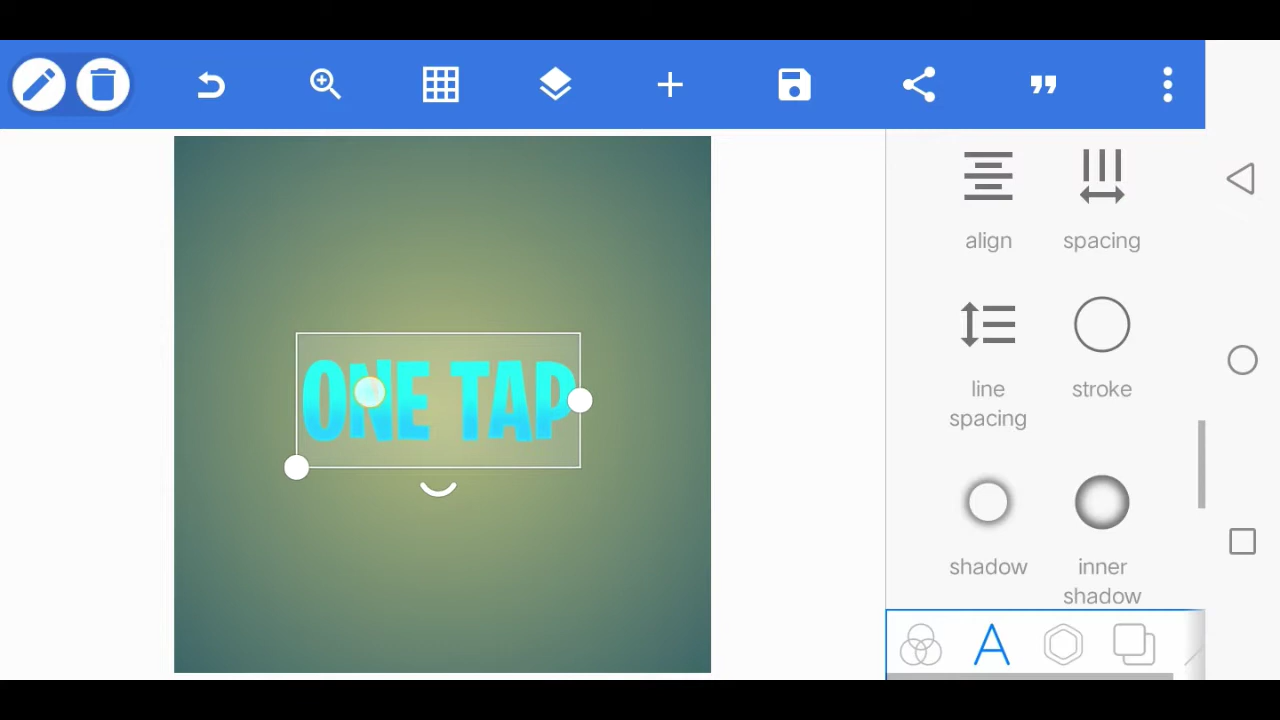 ONE TAP
align
spacing
line
spacing
stroke
shadow
inner
shadow